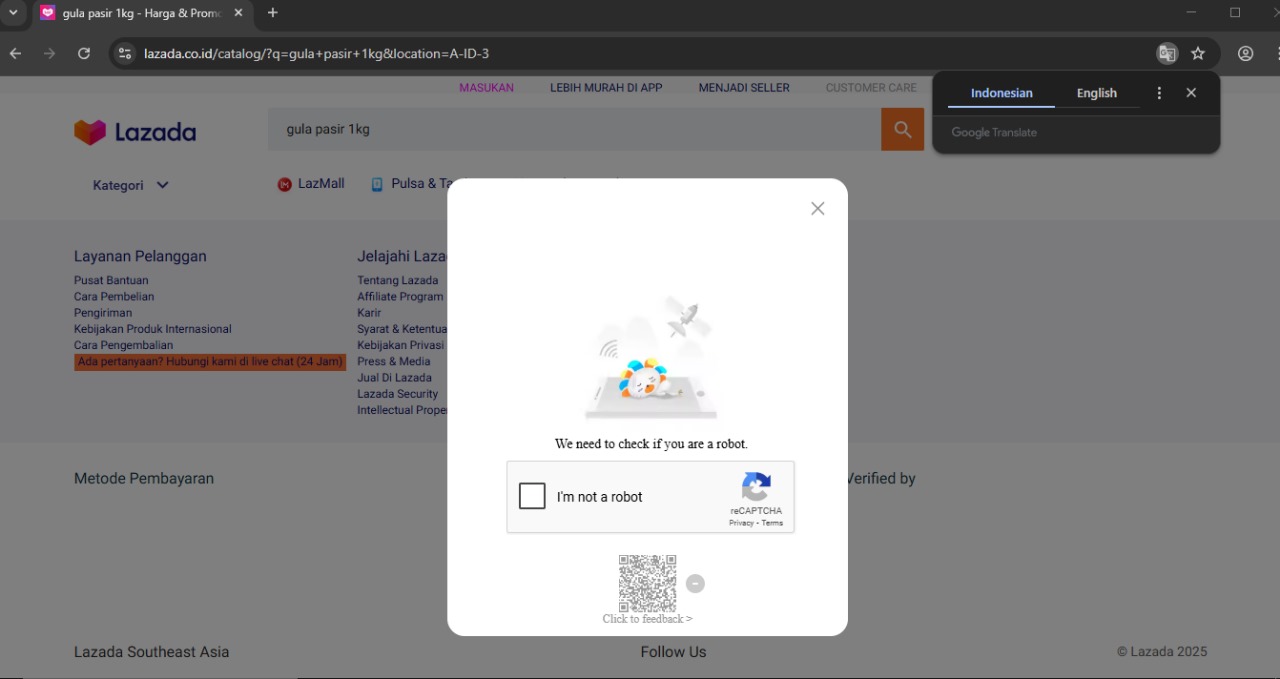 gula pasir 1kg - Harga & Promo
lazada.co.id/catalog/?q=gula+pasir+1kg&location=A-ID-3
Indonesian English
Google Translate
MASUKAN LEBIH MURAH DI APP MENJADI SELLER CUSTOMER CARE
Lazada
gula pasir 1kg
Kategori LazMall Pulsa &
Layanan Pelanggan
Pusat Bantuan
Cara Pembelian
Pengiriman
Kebijakan Produk Internasional
Cara Pengembalian
Ada pertanyaan? Hubungi kami di live chat (24 Jam)
Jelajahi Laza
Tentang Lazada
Affiliate Program
Karir
Syarat & Ketentua
Kebijakan Privasi
Press & Media
Jual Di Lazada
Lazada Security
Intellectual Prope
We need to check if you are a robot.
I'm not a robot
reCAPTCHA
Privacy - Terms
Click to feedback >
Metode Pembayaran
Verified by
Lazada Southeast Asia
Follow Us
© Lazada 2025